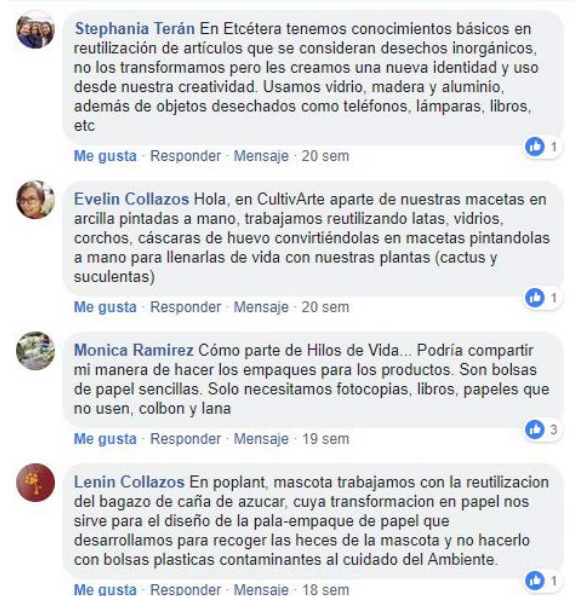 Stephania Terán En Etcétera tenemos conocimientos básicos en
reutilización de artículos que se consideran desechos inorgánicos,
no los transformamos pero les creamos una nueva identidad y uso
desde nuestra creatividad. Usamos vidrio, madera y aluminio,
además de objetos desechados como teléfonos, lámparas, libros,
etc
1
Me gusta · Responder · Mensaje · 20 sem
Evelin Collazos Hola, en CultivArte aparte de nuestras macetas en
arcilla pintadas a mano, trabajamos reutilizando latas, vidrios,
corchos, cáscaras de huevo convirtiéndolas en macetas pintandolas
a mano para llenarlas de vida con nuestras plantas (cactus y
suculentas)
1
Me gusta · Responder · Mensaje · 20 sem
Monica Ramirez Cómo parte de Hilos de Vida... Podría compartir
mi manera de hacer los empaques para los productos. Son bolsas
de papel sencillas. Solo necesitamos fotocopias, libros, papeles que
no usen, colbon y lana
3
Me gusta · Responder · Mensaje · 19 sem
Lenin Collazos En poplant, mascota trabajamos con la reutilizacion
del bagazo de caña de azucar, cuya transformacion en papel nos
sirve para el diseño de la pala-empaque de papel que
desarrollamos para recoger las heces de la mascota y no hacerlo
con bolsas plasticas contaminantes al cuidado del Ambiente.
1
Me gusta · Responder · Mensaje · 18 sem